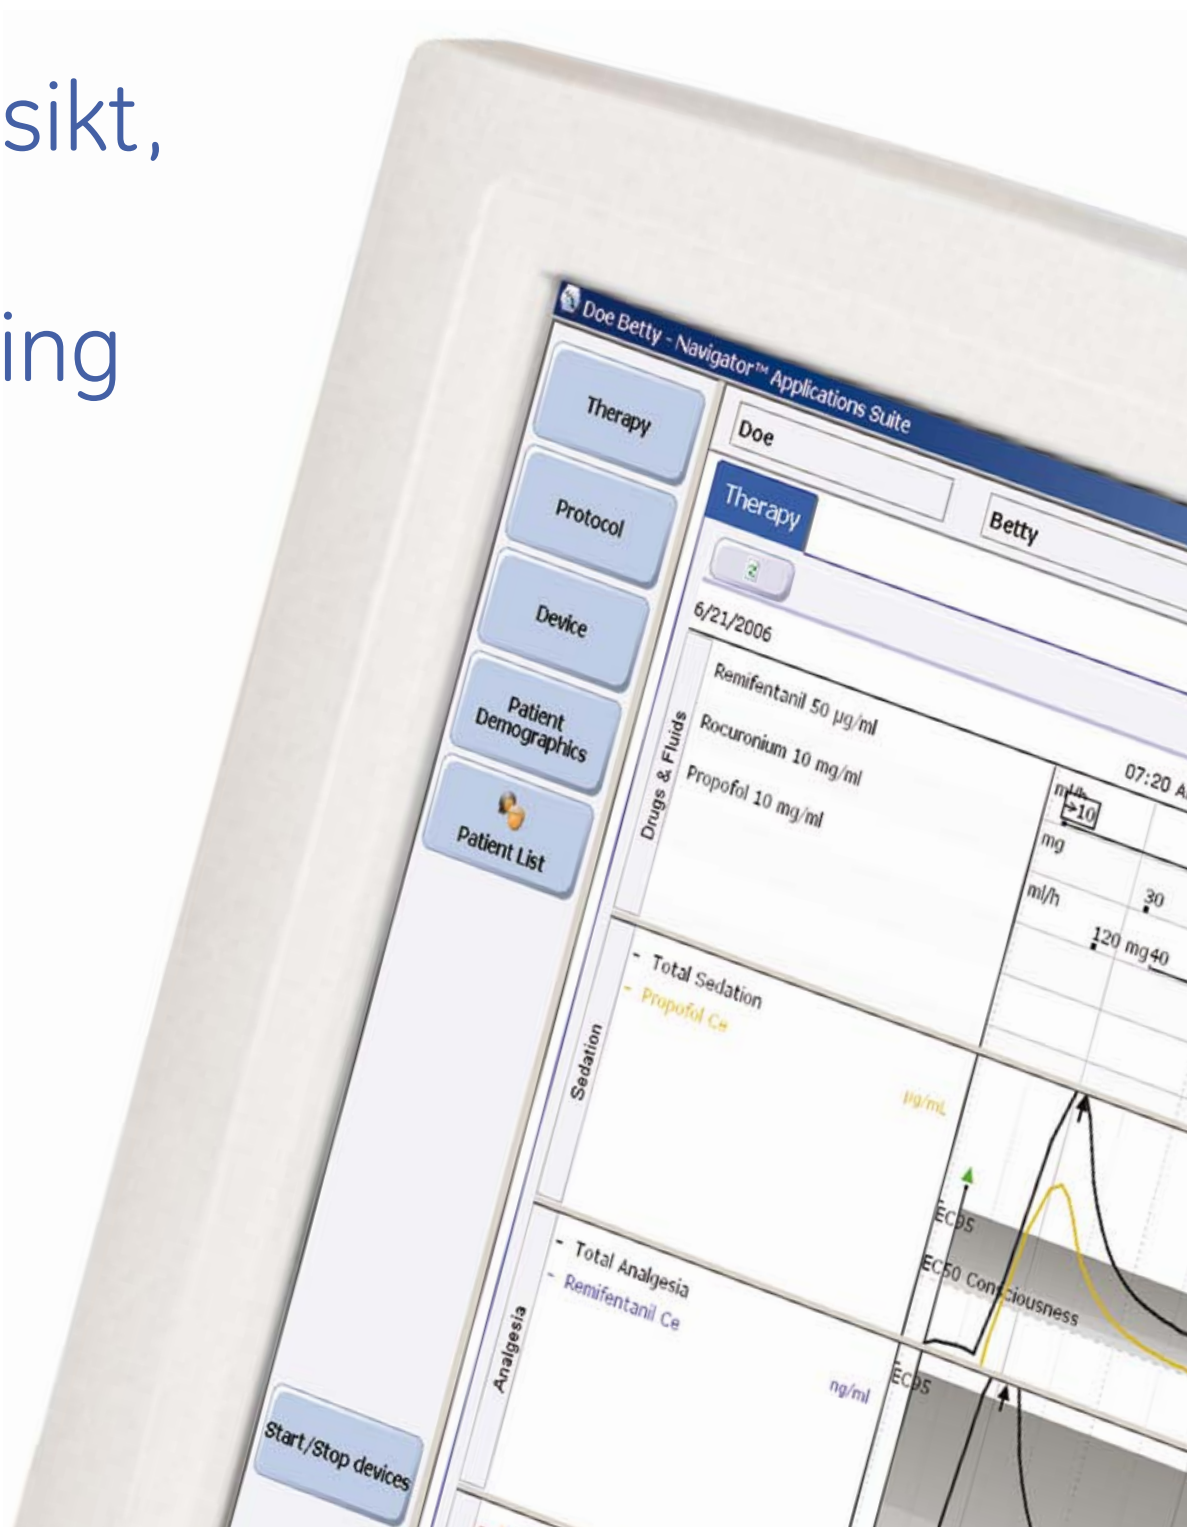 sikt,
ing
Doe Betty - Navigator™ Applications Suite
Therapy
Protocol
Device
Patient
Demographics
Patient List
Start/Stop devices
Doe
Betty
Therapy
6/21/2006
07:20 A
Drugs & Fluids
Remifentanil 50 µg/ml
Rocuronium 10 mg/ml
Propofol 10 mg/ml
ml/h
→10
mg
30
ml/h
120 mg 40
Sedation
- Total Sedation
- Propofol Ce
µg/mL
EC95
EC50 Consciousness
Analgesia
- Total Analgesia
- Remifentanil Ce
ng/ml
EC95